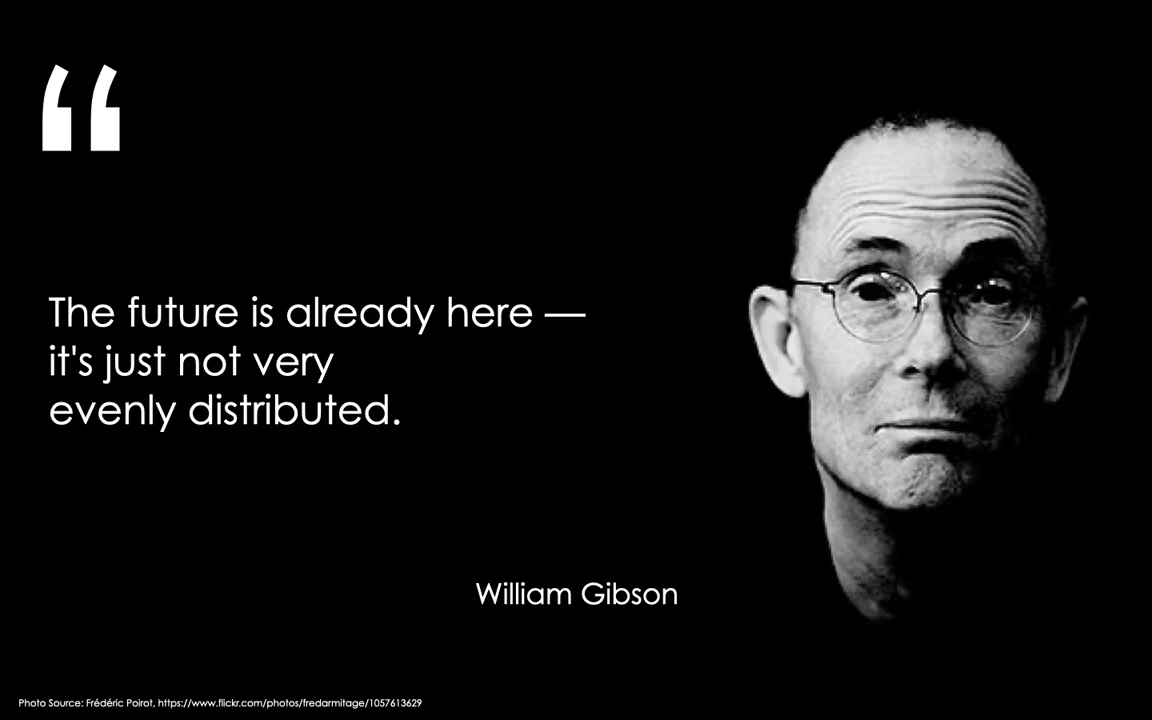 “
The future is already here —
it's just not very
evenly distributed.
William Gibson
Photo Source: Frédéric Poirot, https://www.flickr.com/photos/fredarmitage/1057613629